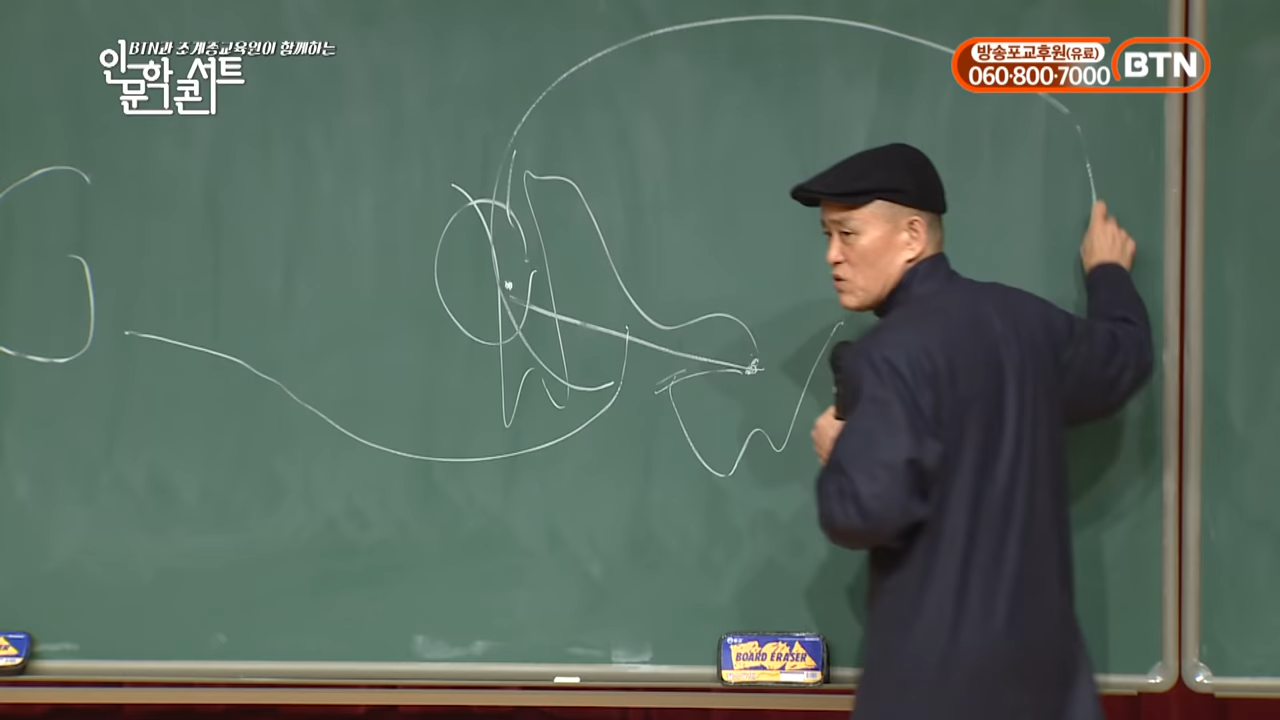 BTN과 조계종교육원이 함께하는
인문학 콘서트
방송포교후원(유료)
060·800·7000
BTN
BOARD ERASER